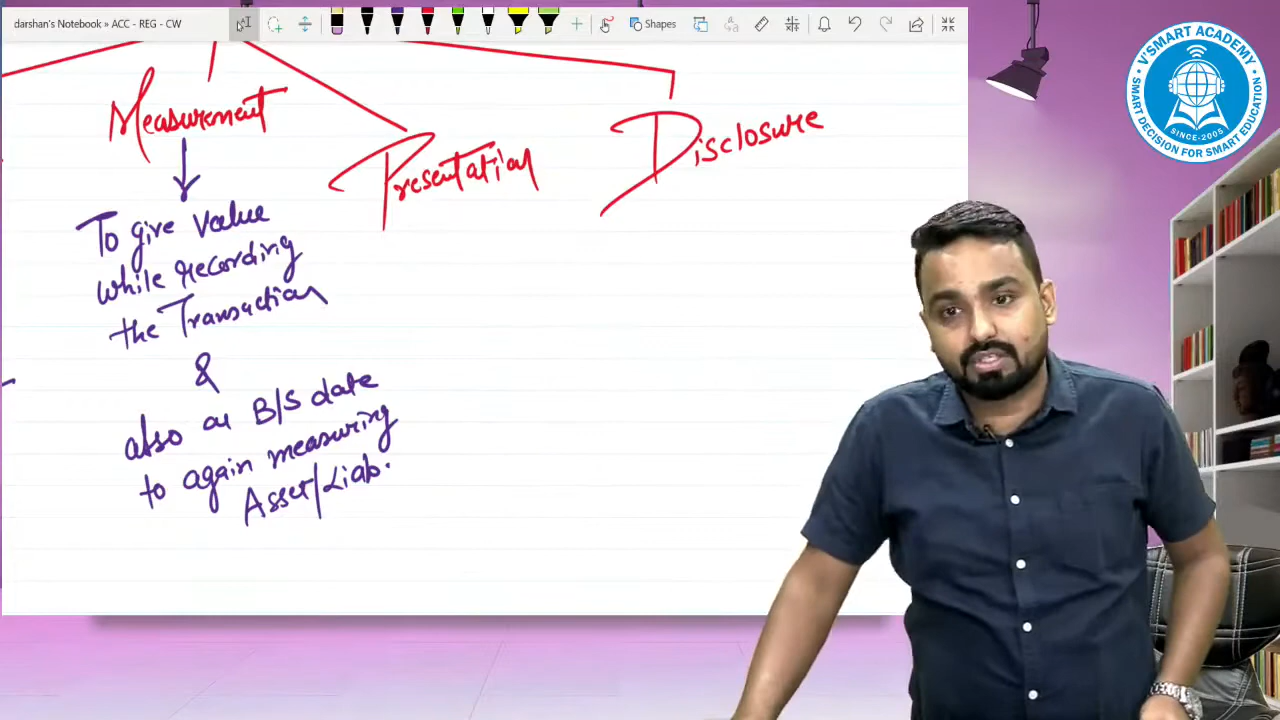 darshan's Notebook » ACC - REG - CW
Shapes
V'SMART ACADEMY
SINCE-2005
SMART DECISION FOR SMART EDUCATION
Measurement
Presentation
Disclosure
To give value
while recording
the Transaction
&
also on B/S date
to again measuring
Asset/Liab.